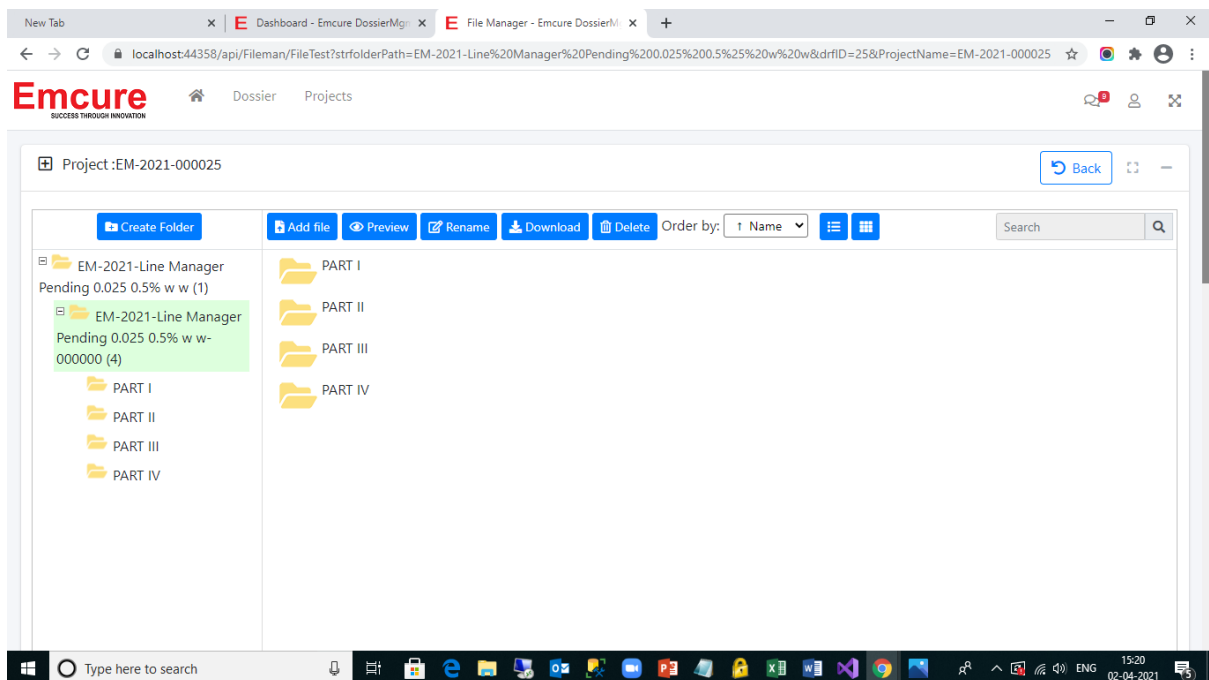 New Tab
Dashboard - Emcure DossierMgm
File Manager - Emcure DossierM
localhost:44358/api/Fileman/FileTest?strfolderPath=EM-2021-Line%20Manager%20Pending%200.025%200.5%25%20w%20w&drfID=25&ProjectName=EM-2021-000025
Emcure
SUCCESS THROUGH INNOVATION
Dossier Projects
9
Project :EM-2021-000025
Back
Create Folder
Add file Preview Rename Download Delete Order by: ↑ Name
Search
EM-2021-Line Manager
Pending 0.025 0.5% w w (1)
EM-2021-Line Manager
Pending 0.025 0.5% w w-
000000 (4)
PART I
PART II
PART III
PART IV
PART I
PART II
PART III
PART IV
Type here to search
ENG
15:20
02-04-2021
5